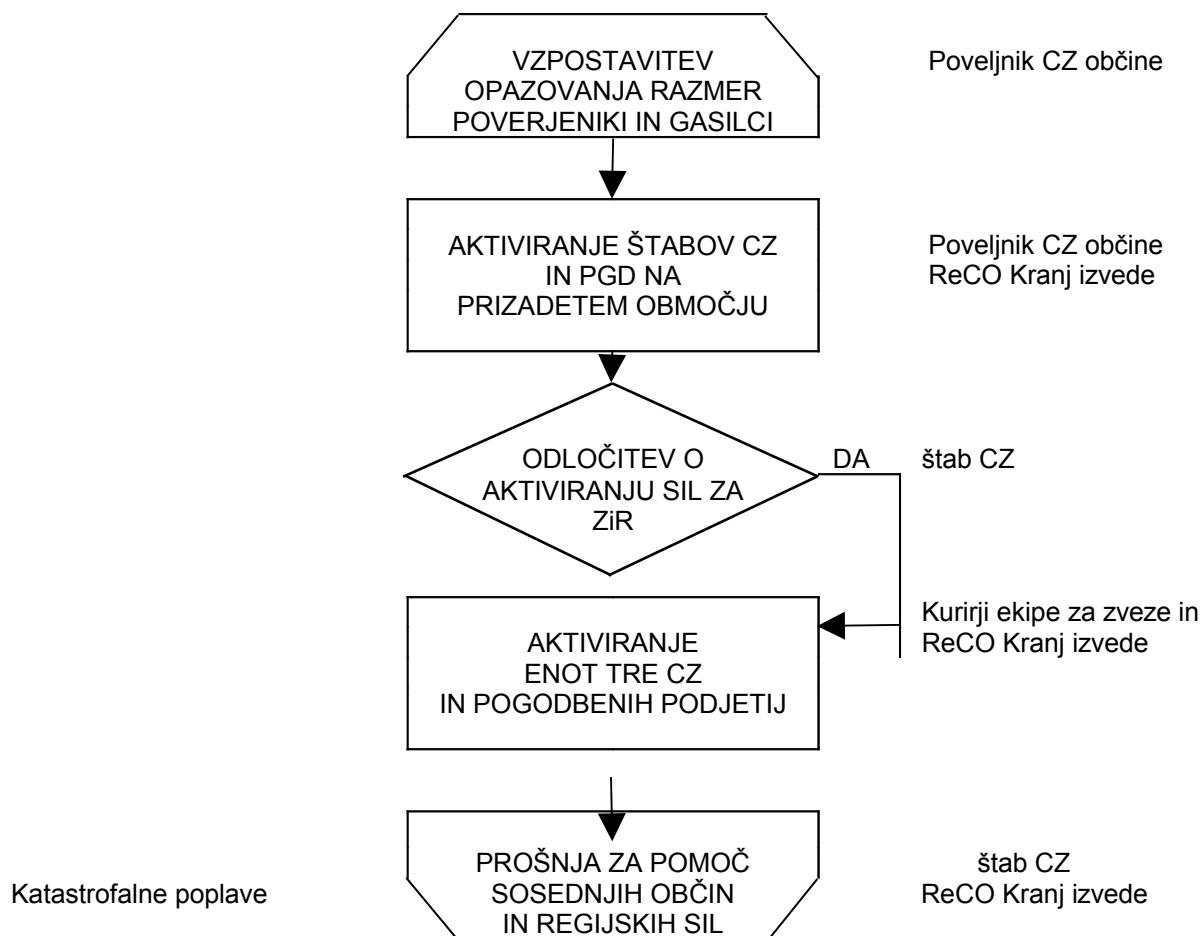 VZPOSTAVITEV
OPAZOVANJA RAZMER
POVERJENIKI IN GASILCI
Poveljnik CZ občine
AKTIVIRANJE ŠTABOV CZ
IN PGD NA
PRIZADETEM OBMOČJU
Poveljnik CZ občine
ReCO Kranj izvede
ODLOČITEV O
AKTIVIRANJU SIL ZA
ZiR
DA
štab CZ
AKTIVIRANJE
ENOT TRE CZ
IN POGODBENIH PODJETIJ
Kurirji ekipe za zveze in
ReCO Kranj izvede
Katastrofalne poplave
PROŠNJA ZA POMOČ
SOSEDNJIH OBČIN
IN REGIJSKIH SIL
štab CZ
ReCO Kranj izvede